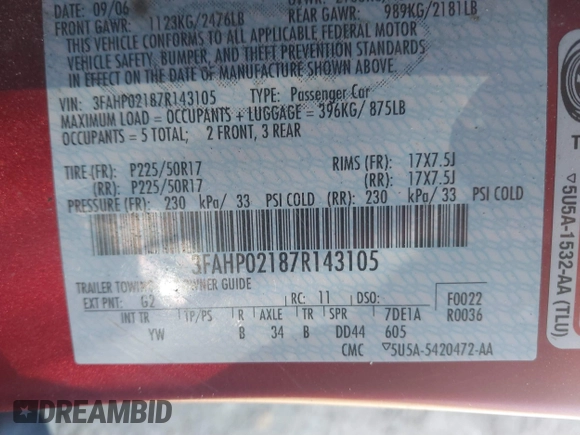 DATE: 09/06
FRONT GAWR: 1123KG/2476LB REAR GAWR: 989KG/2181LB
THIS VEHICLE CONFORMS TO ALL APPLICABLE FEDERAL MOTOR
VEHICLE SAFETY, BUMPER, AND THEFT PREVENTION STANDARDS
IN EFFECT ON THE DATE OF MANUFACTURE SHOWN ABOVE.
VIN: 3FAHP02187R143105 TYPE: Passenger Car
MAXIMUM LOAD = OCCUPANTS + LUGGAGE = 396KG/ 875LB
OCCUPANTS = 5 TOTAL; 2 FRONT, 3 REAR
TIRE (FR): P225/50R17 RIMS (FR): 17X7.5J
(RR): P225/50R17 (RR): 17X7.5J
PRESSURE (FR): 230 kPa/ 33 PSI COLD (RR): 230 kPa/ 33 PSI COLD
3FAHP02187R143105
TRAILER TOWING OWNER GUIDE
EXT PNT: G2 RC: 11 DSO: F0022
INT TR TP/PS R AXLE TR SPR 7DE1A R0036
YW B 34 B DD44 605
CMC 5U5A-5420472-AA
5U5A-1532-AA (TLU)
DREAMBID